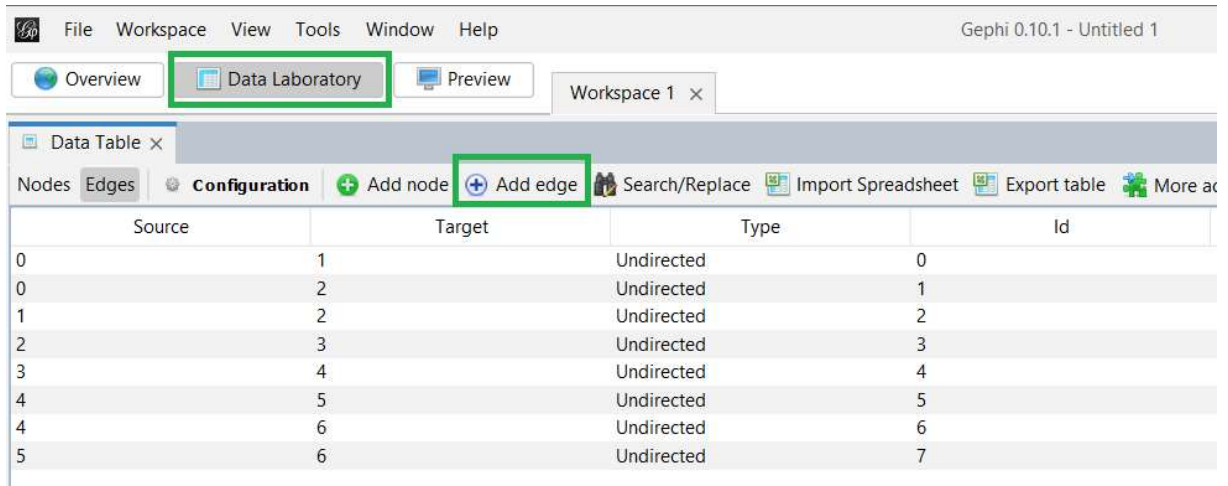 File Workspace View Tools Window Help Gephi 0.10.1 - Untitled 1
Overview Data Laboratory Preview Workspace 1
Data Table
Nodes Edges Configuration Add node Add edge Search/Replace Import Spreadsheet Export table More ac
Source Target Type Id
0 1 Undirected 0
0 2 Undirected 1
1 2 Undirected 2
2 3 Undirected 3
3 4 Undirected 4
4 5 Undirected 5
4 6 Undirected 6
5 6 Undirected 7